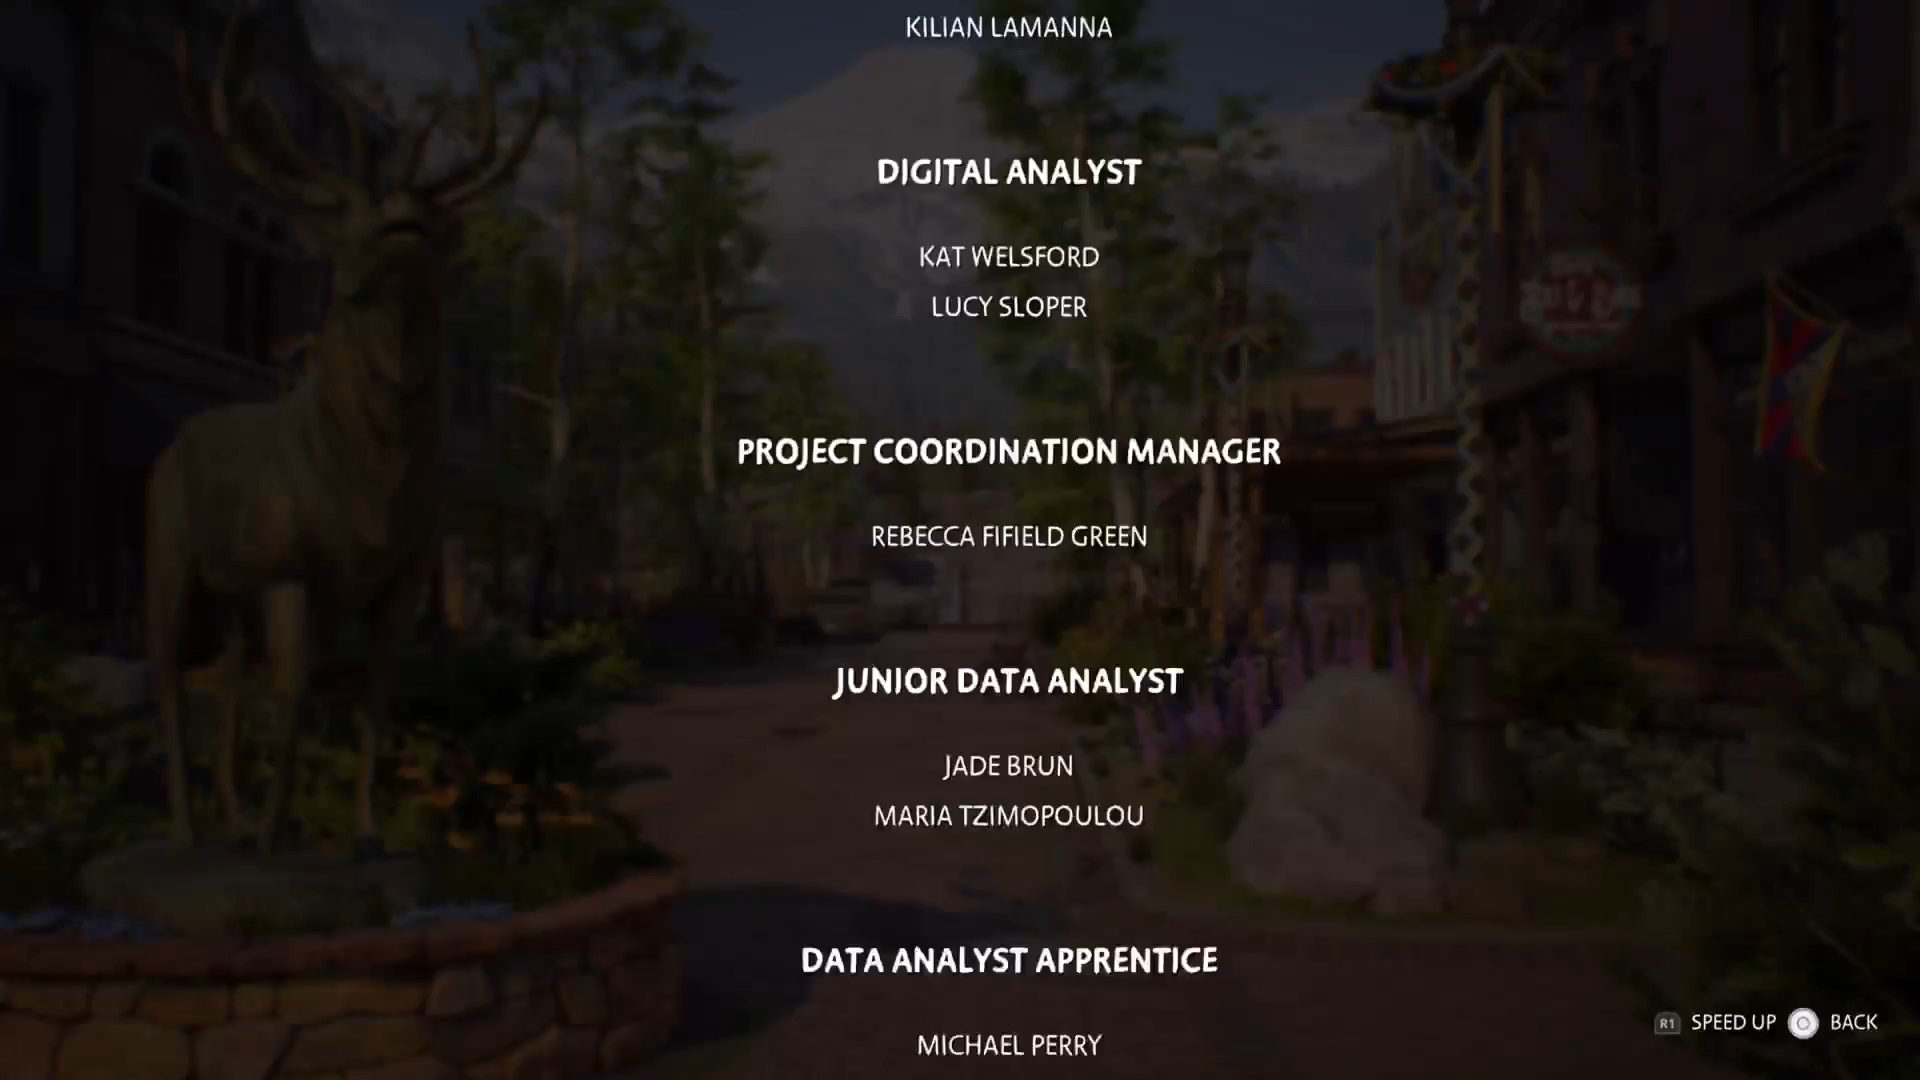 KILIAN LAMANNA
DIGITAL ANALYST
KAT WELSFORD
LUCY SLOPER
PROJECT COORDINATION MANAGER
REBECCA FIFIELD GREEN
JUNIOR DATA ANALYST
JADE BRUN
MARIA TZIMOPOULOU
DATA ANALYST APPRENTICE
MICHAEL PERRY
R1 SPEED UP BACK